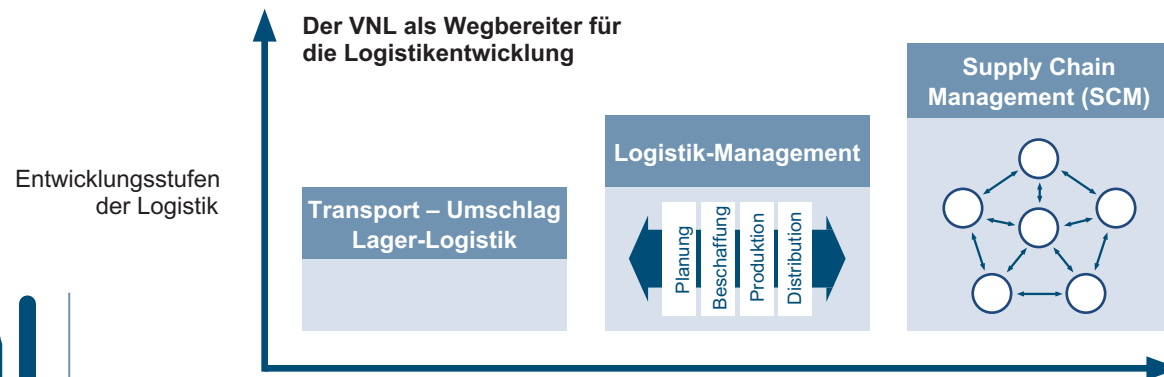 Der VNL als Wegbereiter für
die Logistikentwicklung
Entwicklungsstufen
der Logistik
Transport – Umschlag
Lager-Logistik
Logistik-Management
Planung
Beschaffung
Produktion
Distribution
Supply Chain
Management (SCM)